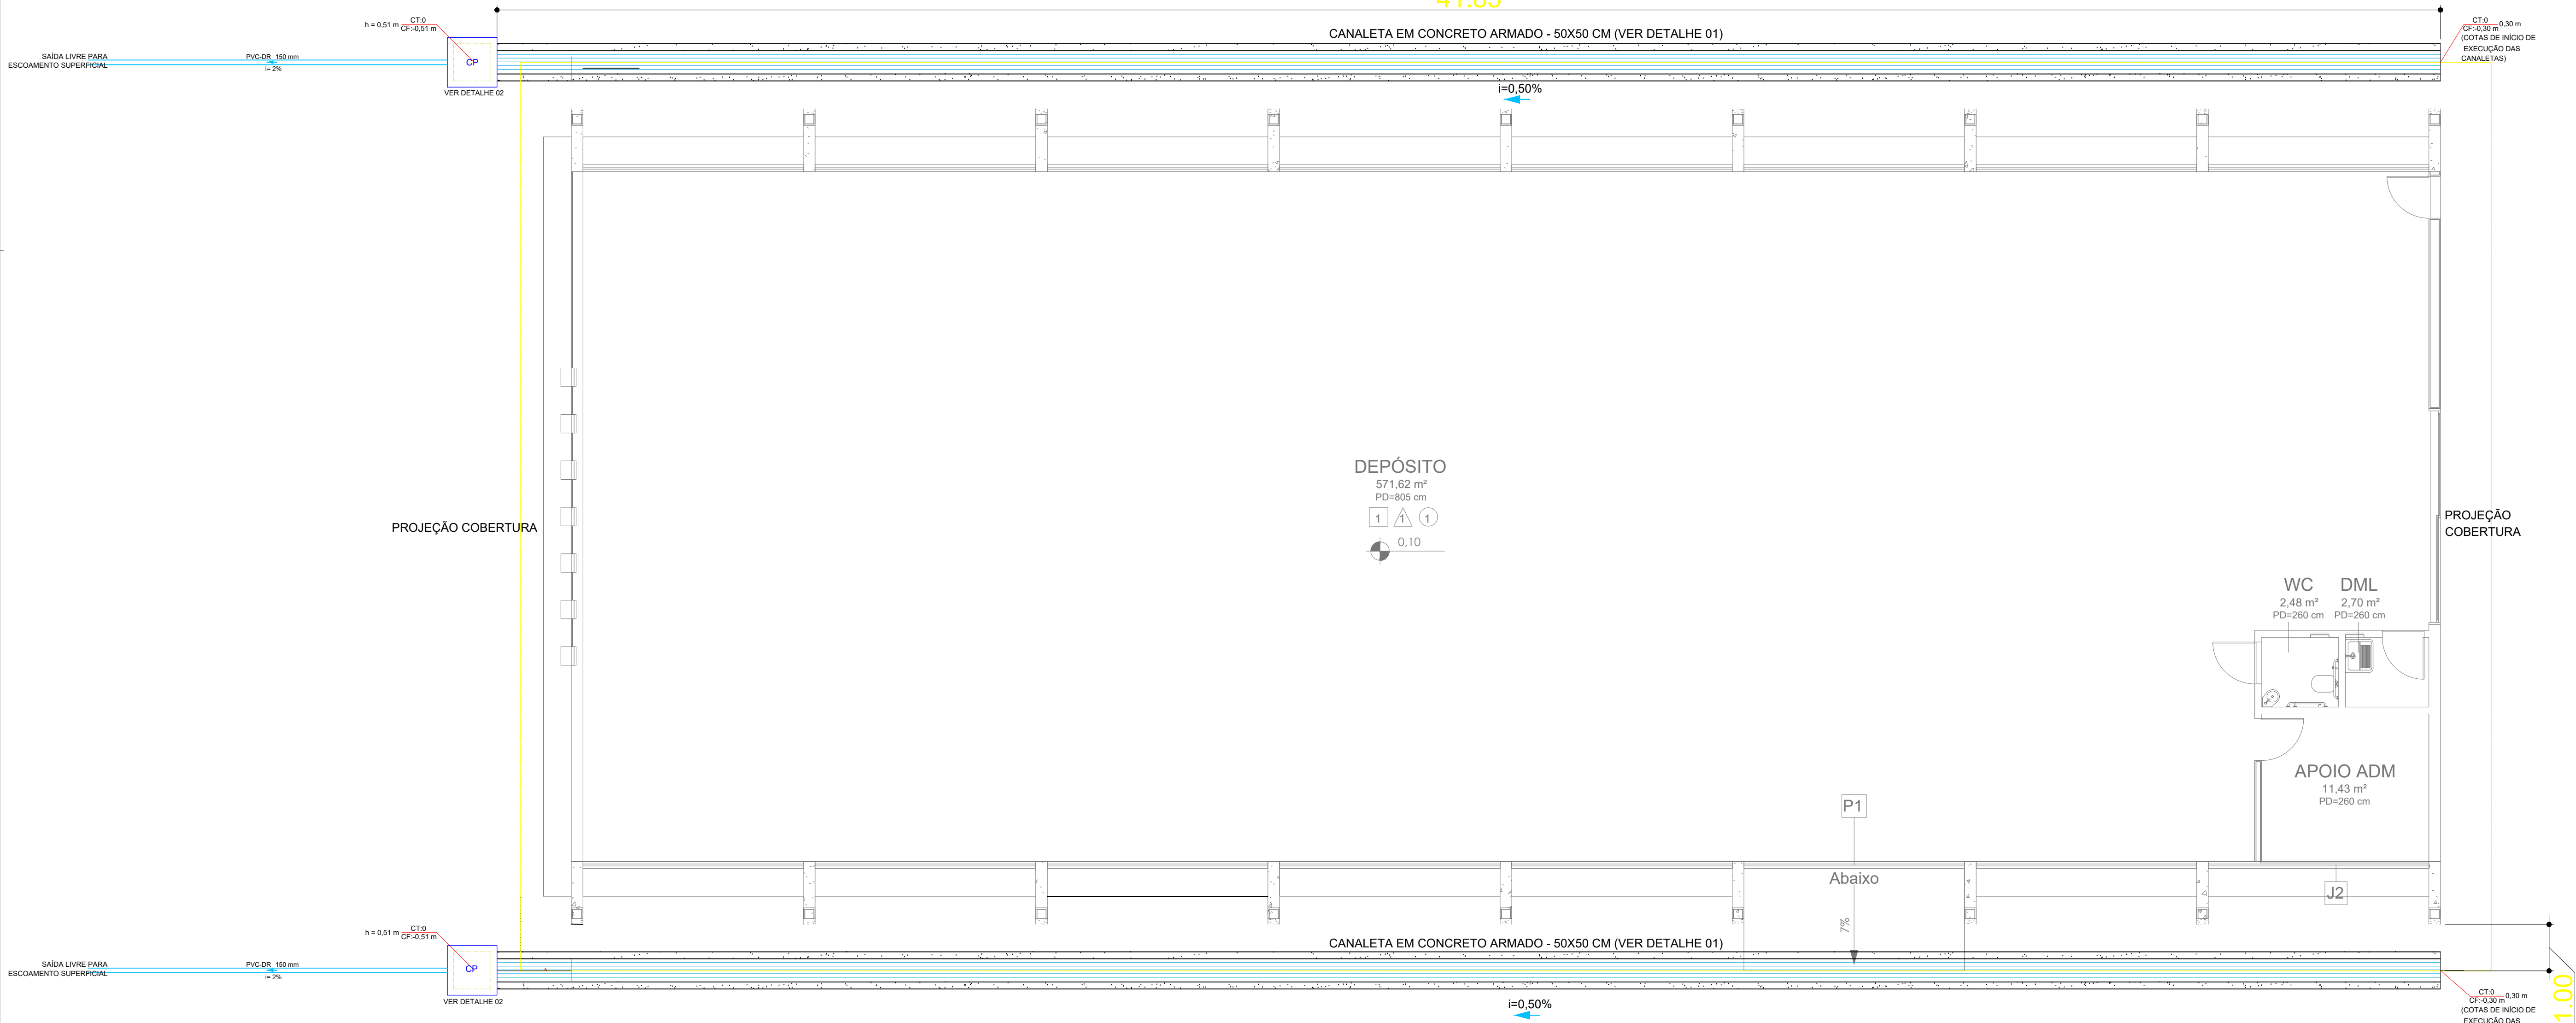 41.85
CT:0
h = 0,51 m
CF:-0,51 m
CANALETA EM CONCRETO ARMADO - 50X50 CM (VER DETALHE 01)
CT:0
0,30 m
CF:-0,30 m
(COTAS DE INÍCIO DE
EXECUÇÃO DAS
CANALETAS)
SAÍDA LIVRE PARA
ESCOAMENTO SUPERFICIAL
PVC-DR 150 mm
i= 2%
CP
VER DETALHE 02
i=0,50%
DEPÓSITO
571,62 m²
PD=805 cm
1
1
1
0,10
PROJEÇÃO COBERTURA
PROJEÇÃO
COBERTURA
WC
2,48 m²
PD=260 cm
DML
2,70 m²
PD=260 cm
APOIO ADM
11,43 m²
PD=260 cm
P1
Abaixo
7%
J2
CT:0
h = 0,51 m
CF:-0,51 m
CANALETA EM CONCRETO ARMADO - 50X50 CM (VER DETALHE 01)
SAÍDA LIVRE PARA
ESCOAMENTO SUPERFICIAL
PVC-DR 150 mm
i= 2%
CP
VER DETALHE 02
i=0,50%
CT:0
0,30 m
CF:-0,30 m
(COTAS DE INÍCIO DE
EXECUÇÃO DAS
1.00